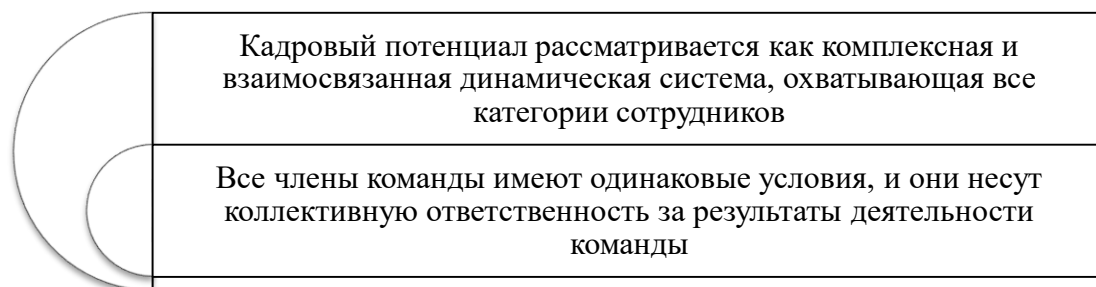 Кадровый потенциал рассматривается как комплексная и
взаимосвязанная динамическая система, охватывающая все
категории сотрудников
Все члены команды имеют одинаковые условия, и они несут
коллективную ответственность за результаты деятельности
команды